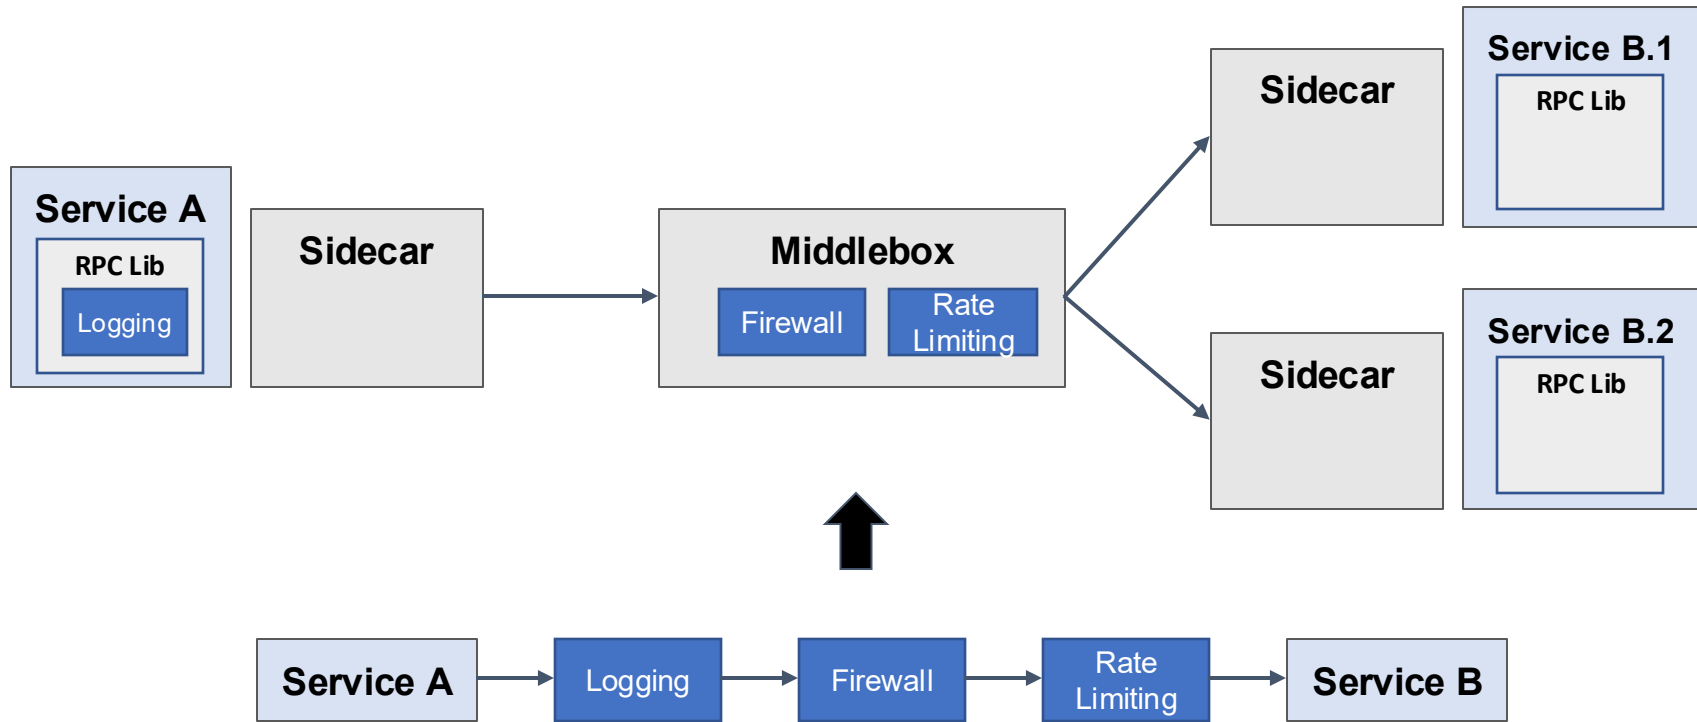 Service A
RPC Lib
Logging
Sidecar
Middlebox
Firewall
Rate
Limiting
Sidecar
Service B.1
RPC Lib
Sidecar
Service B.2
RPC Lib
Service A
Logging
Firewall
Rate
Limiting
Service B